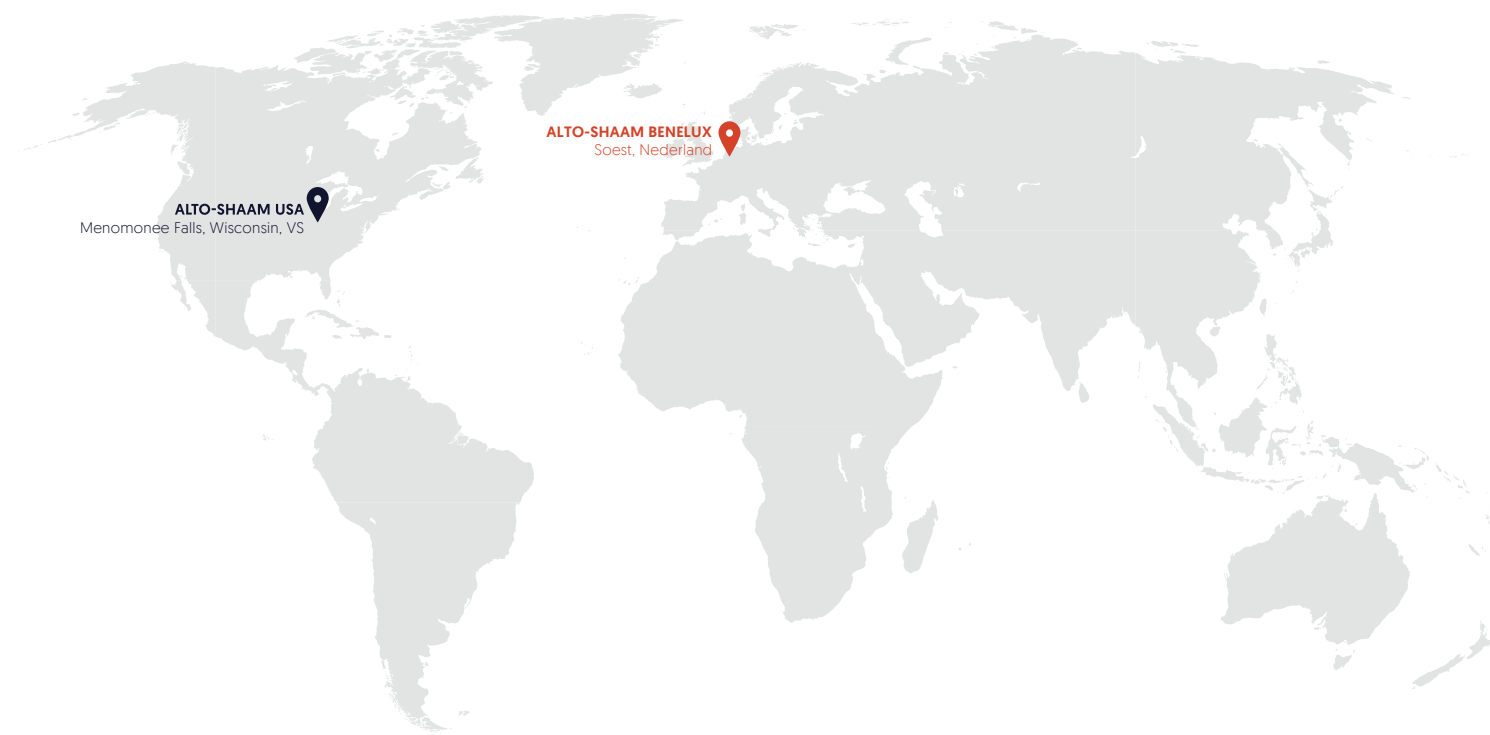 ALTO-SHAAM BENELUX
Soest, Nederland
ALTO-SHAAM USA
Menomonee Falls, Wisconsin, VS